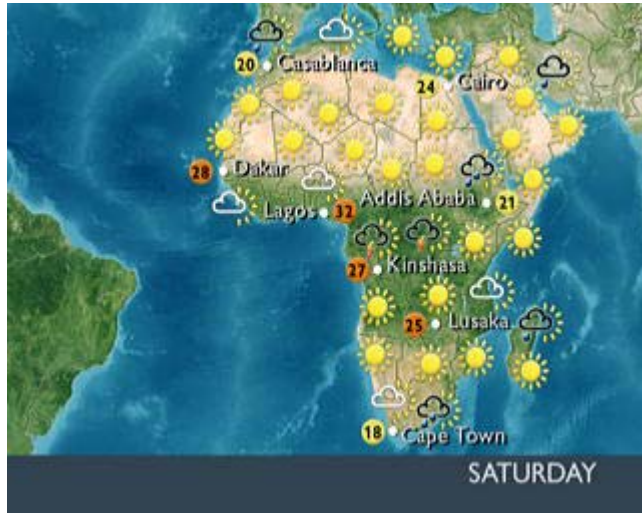 20 Casablanca
24 Cairo
28 Dakar
Addis Ababa 21
Lagos 32
27 Kinshasa
25 Lusaka
18 Cape Town
SATURDAY